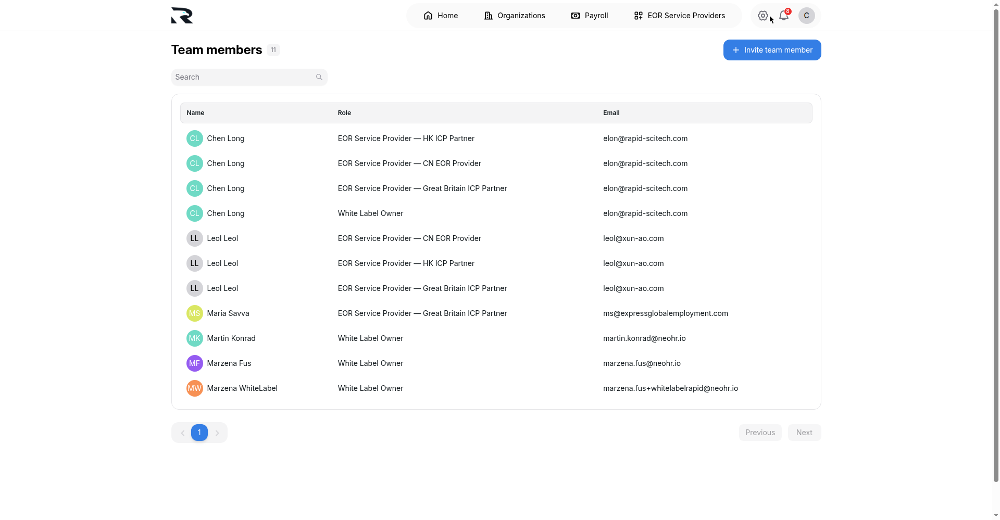 Home
Organizations
Payroll
EOR Service Providers
8
C
Team members 11
+ Invite team member
Search
Name Role Email
CL Chen Long EOR Service Provider — HK ICP Partner elon@rapid-scitech.com
CL Chen Long EOR Service Provider — CN EOR Provider elon@rapid-scitech.com
CL Chen Long EOR Service Provider — Great Britain ICP Partner elon@rapid-scitech.com
CL Chen Long White Label Owner elon@rapid-scitech.com
LL Leol Leol EOR Service Provider — CN EOR Provider leol@xun-ao.com
LL Leol Leol EOR Service Provider — HK ICP Partner leol@xun-ao.com
LL Leol Leol EOR Service Provider — Great Britain ICP Partner leol@xun-ao.com
MS Maria Savva EOR Service Provider — Great Britain ICP Partner ms@expressglobalemployment.com
MK Martin Konrad White Label Owner martin.konrad@neohr.io
MF Marzena Fus White Label Owner marzena.fus@neohr.io
MW Marzena WhiteLabel White Label Owner marzena.fus+whitelabelrapid@neohr.io
1
Previous
Next